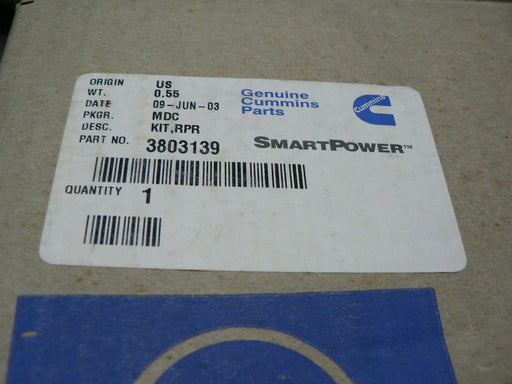 ORIGIN US
WT. 0.55
DATE 09-JUN-03
PKGR. MDC
DESC. KIT,RPR
PART NO. 3803139
QUANTITY 1
Genuine
Cummins
Parts
Cummins
SMARTPOWER™